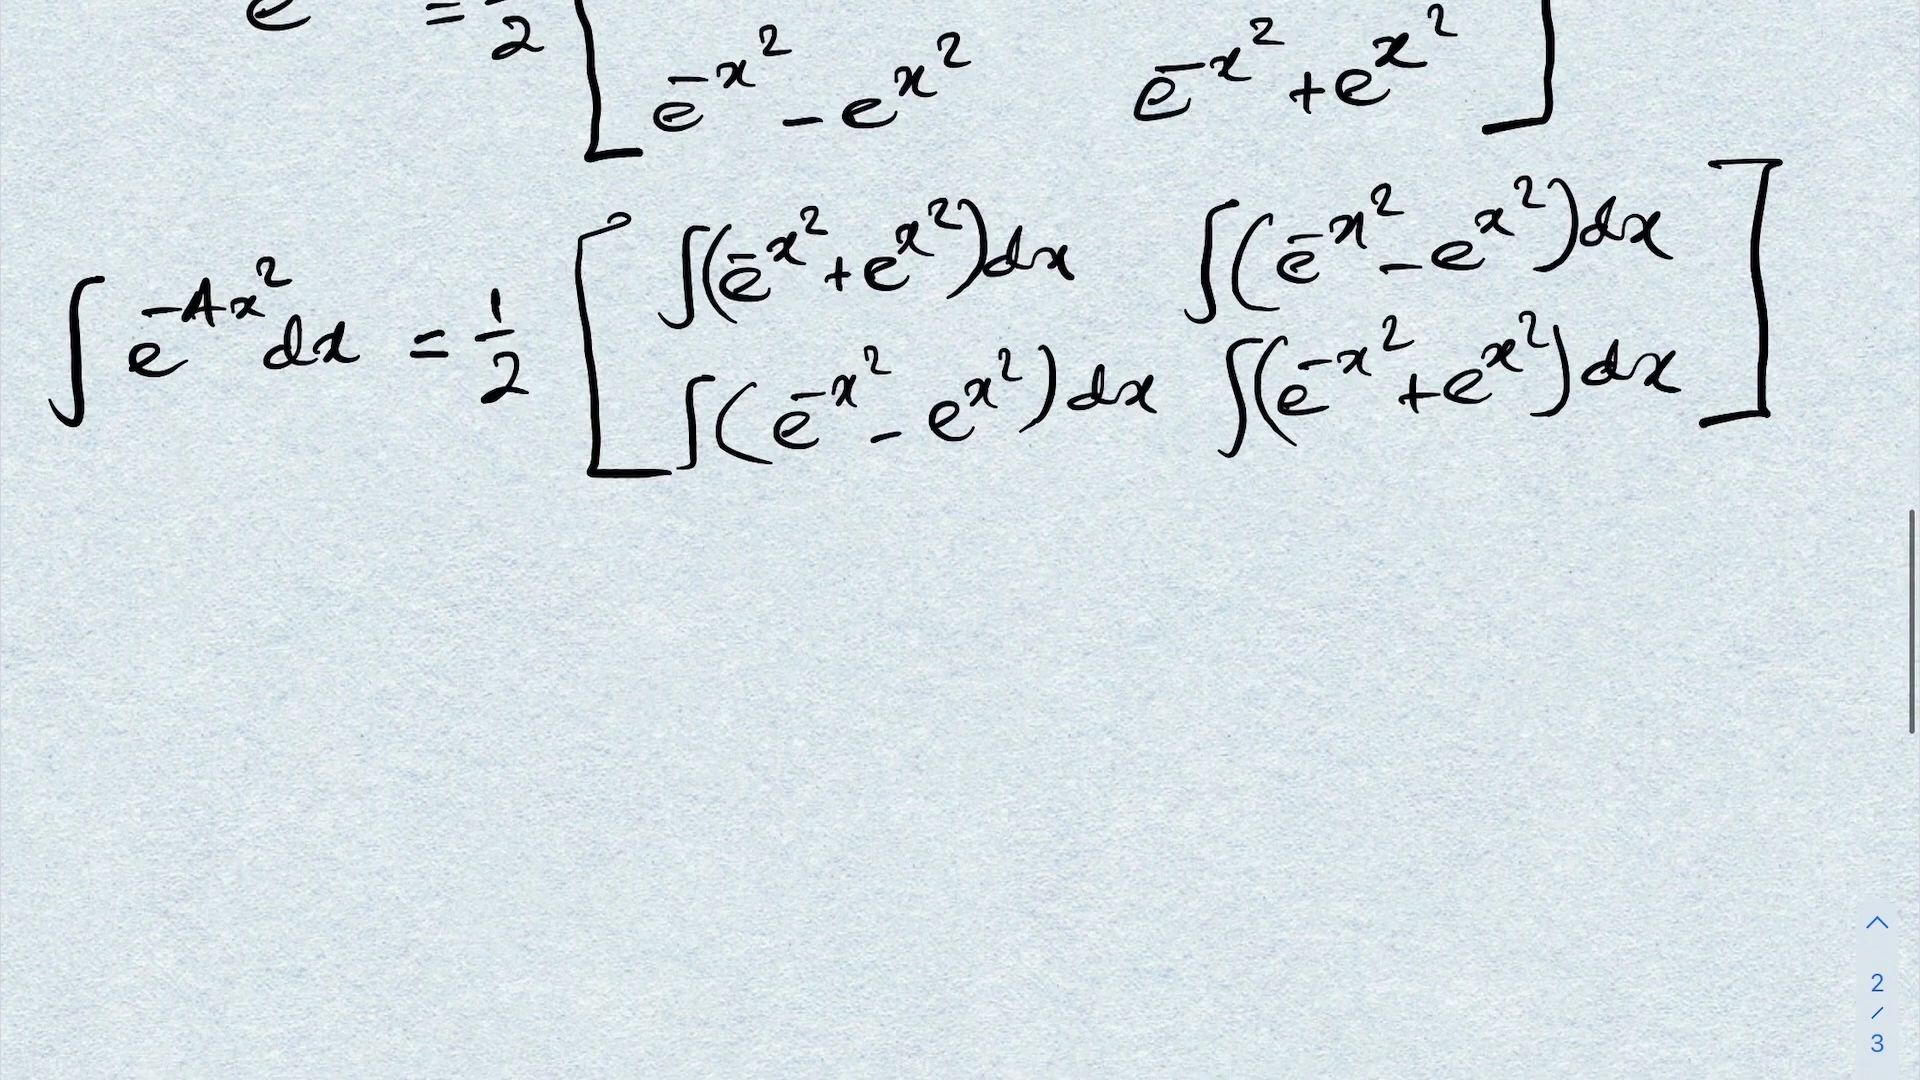 e = 1/2 [
e^{-x^2} - e^{x^2}    e^{-x^2} + e^{x^2} ]
∫ e^{-Ax^2} dx = 1/2 [ ∫(e^{-x^2} + e^{x^2})dx    ∫(e^{-x^2} - e^{x^2})dx
∫(e^{-x^2} - e^{x^2})dx    ∫(e^{-x^2} + e^{x^2})dx ]
2
/
3